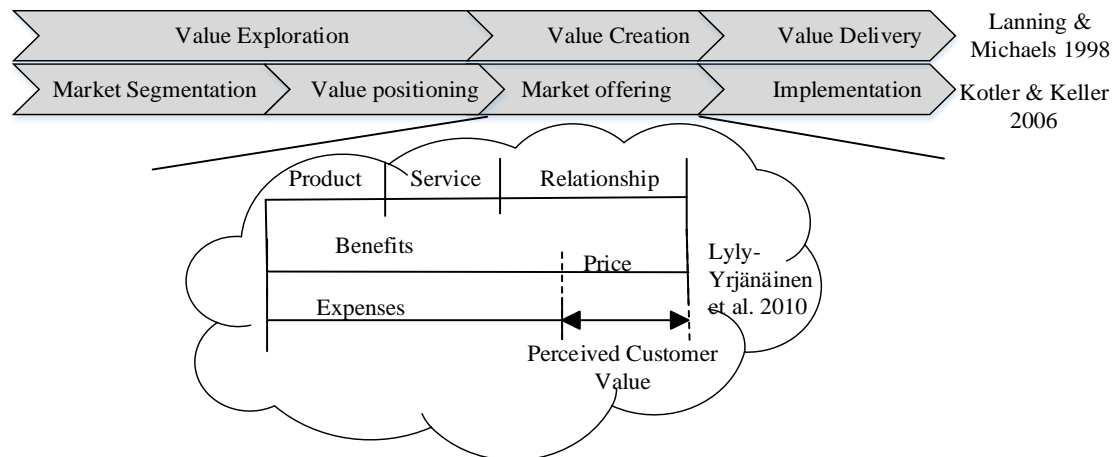 Value Exploration Value Creation Value Delivery
Lanning &
Michaels 1998
Market Segmentation Value positioning Market offering Implementation
Kotler & Keller
2006
Product Service Relationship
Benefits
Price
Expenses
Lyly-
Yrjänäinen
et al. 2010
Perceived Customer
Value